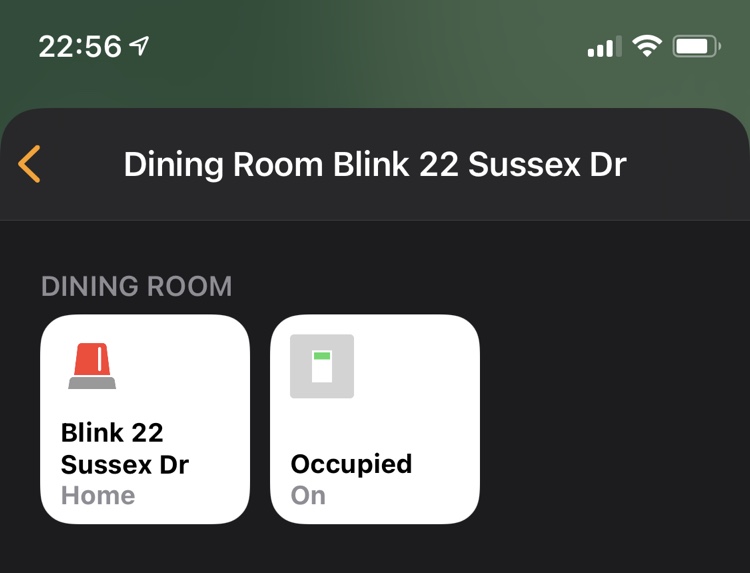 22:56
Dining Room Blink 22 Sussex Dr
DINING ROOM
Blink 22
Sussex Dr
Home
Occupied
On